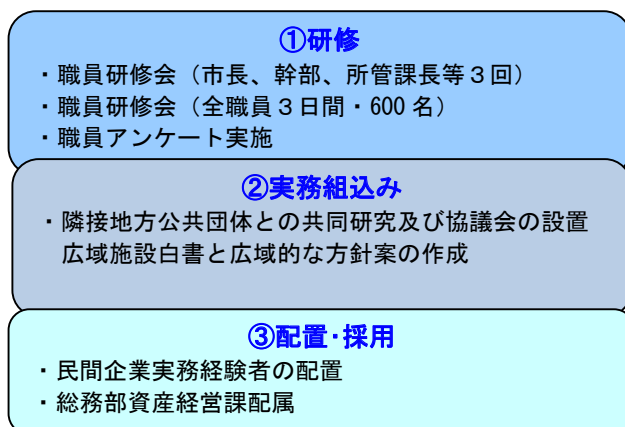 ①研修
・職員研修会（市長、幹部、所管課長等３回）
・職員研修会（全職員３日間・600 名）
・職員アンケート実施
②実務組込み
・隣接地方公共団体との共同研究及び協議会の設置
広域施設白書と広域的な方針案の作成
③配置･採用
・民間企業実務経験者の配置
・総務部資産経営課配属